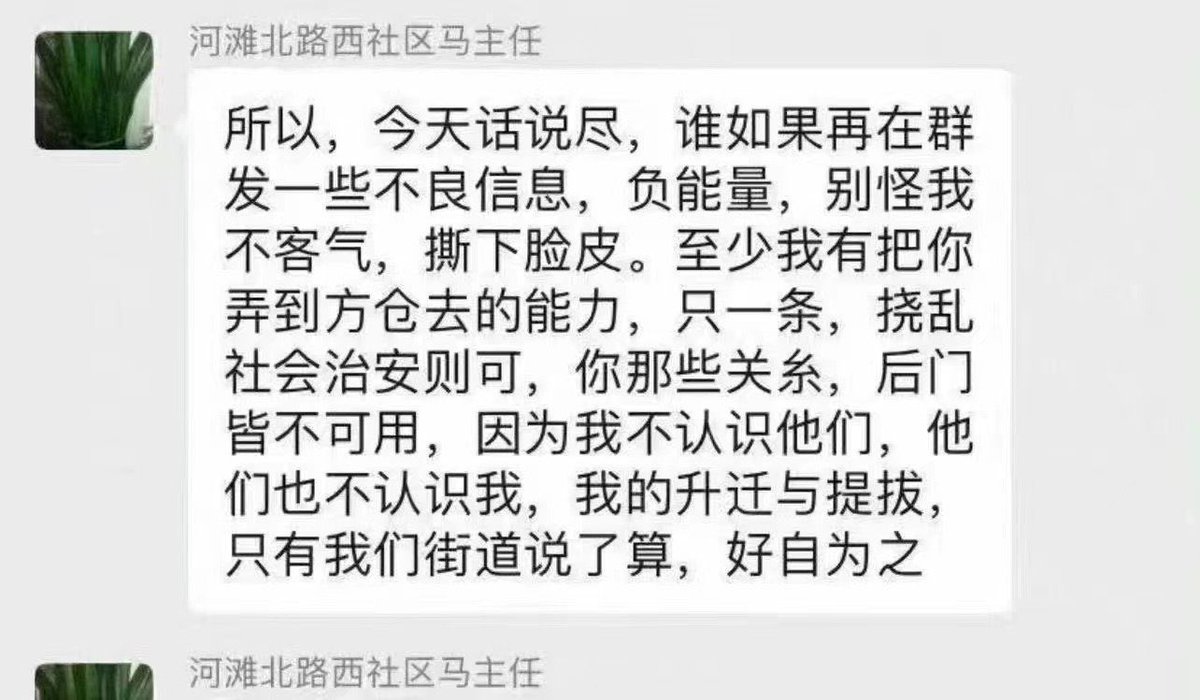 河滩北路西社区马主任
所以，今天话说尽，谁如果再在群
发一些不良信息，负能量，别怪我
不客气，撕下脸皮。至少我有把你
弄到方仓去的能力，只一条，挠乱
社会治安则可，你那些关糸，后门
皆不可用，因为我不认识他们，他
们也不认识我，我的升迁与提拔，
只有我们街道说了算，好自为之
河滩北路西社区马主任